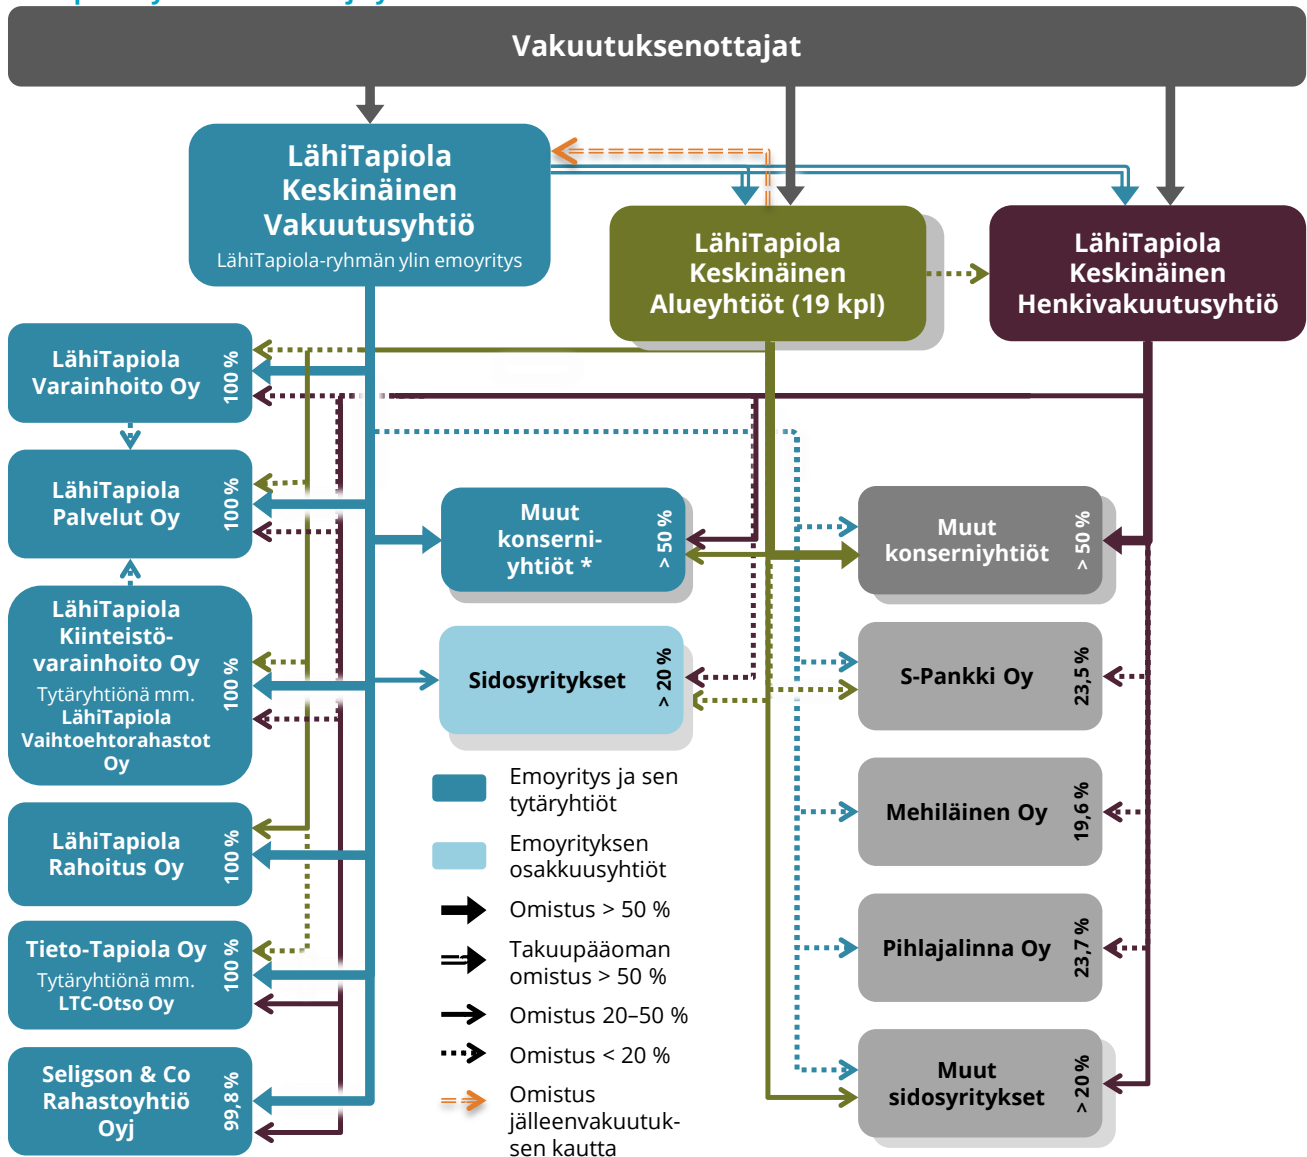 Vakuutuksenottajat
LähiTapiola
Keskinäinen
Vakuutusyhtiö
LähiTapiola-ryhmän ylin emoyritys
LähiTapiola
Keskinäinen
Alueyhtiöt (19 kpl)
LähiTapiola
Keskinäinen
Henkivakuutusyhtiö
LähiTapiola
Varainhoito Oy
100 %
LähiTapiola
Palvelut Oy
100 %
LähiTapiola
Kiinteistö-
varainhoito Oy
Tytäryhtiönä mm.
LähiTapiola
Vaihtoehtorahastot
Oy
100 %
LähiTapiola
Rahoitus Oy
100 %
Tieto-Tapiola Oy
Tytäryhtiönä mm.
LTC-Otso Oy
100 %
Seligson & Co
Rahastoyhtiö
Oyj
99,8 %
Muut
konserni-
yhtiöt *
> 50 %
Sidosyritykset
> 20 %
Emoyritys ja sen
tytäryhtiöt
Emoyrityksen
osakkuusyhtiöt
Omistus > 50 %
Takuupääoman
omistus > 50 %
Omistus 20–50 %
Omistus < 20 %
Omistus
jälleenvakuutuk-
sen kautta
Muut
konserniyhtiöt
> 50 %
S-Pankki Oy
23,5 %
Mehiläinen Oy
19,6 %
Pihlajalinna Oy
23,7 %
Muut
sidosyritykset
> 20 %